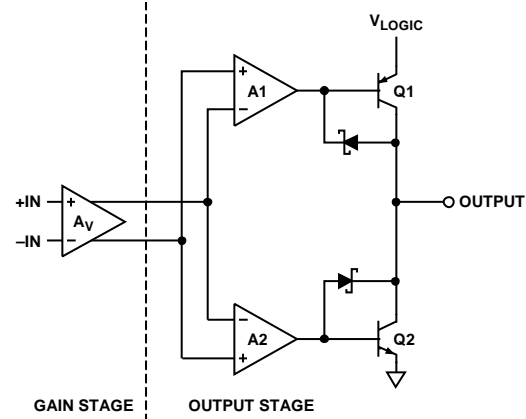 V_LOGIC
+
A1
−
Q1
+IN
−IN
+
A_V
−
OUTPUT
−
A2
+
Q2
GAIN STAGE
OUTPUT STAGE